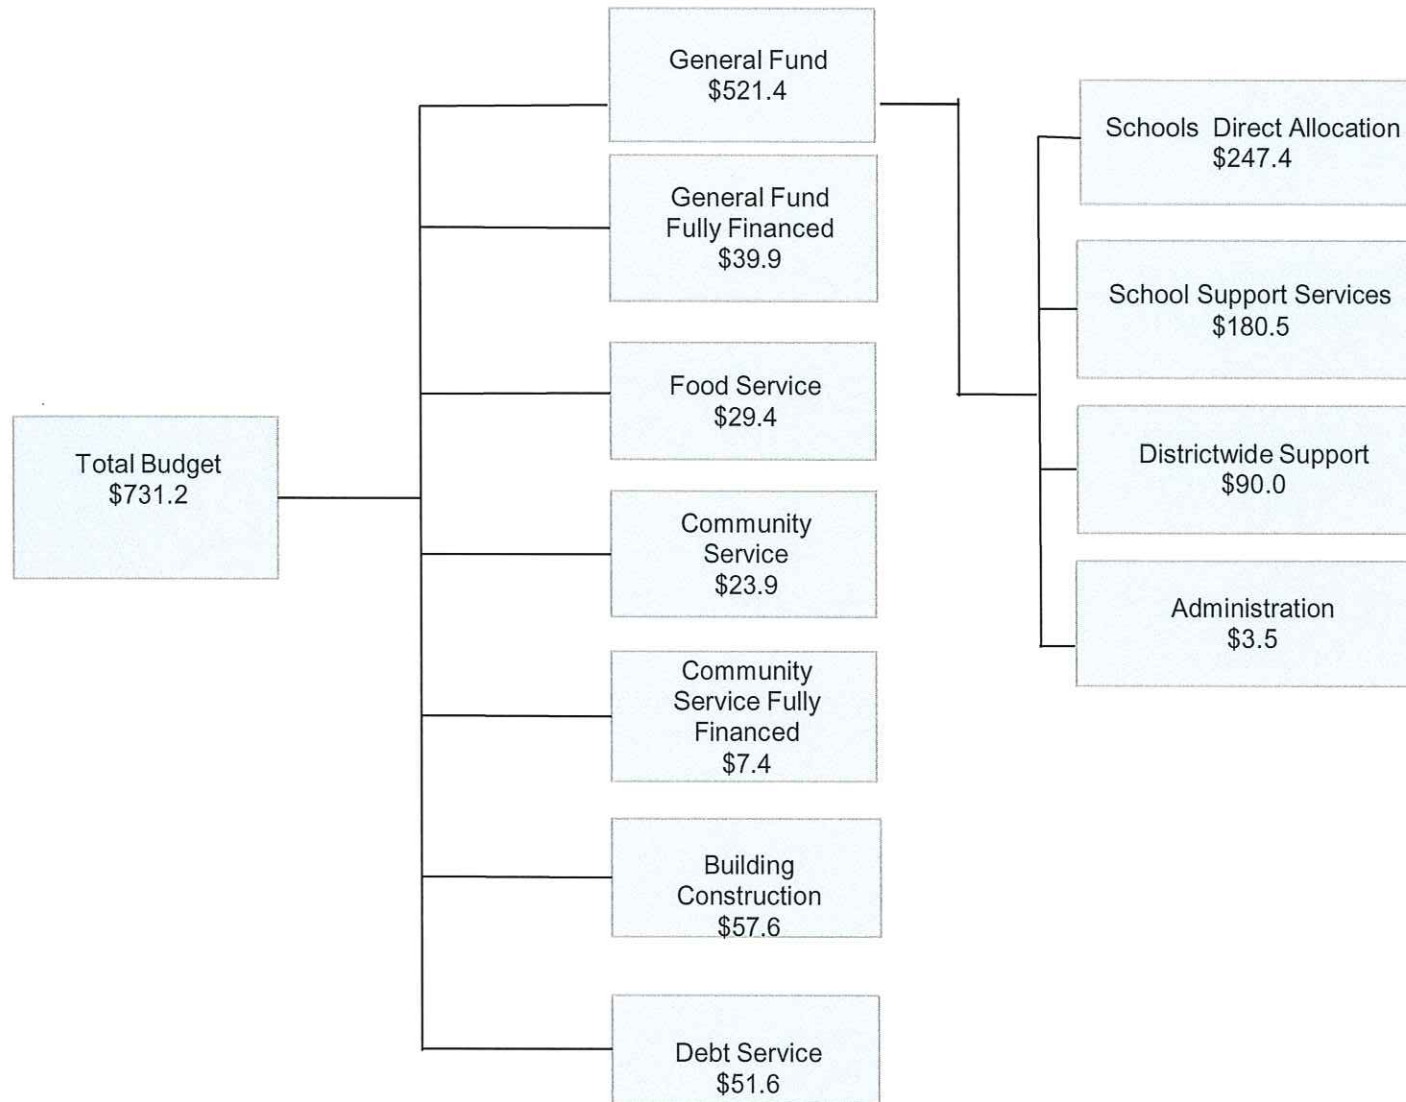 General Fund
$521.4
General Fund
Fully Financed
$39.9
Food Service
$29.4
Total Budget
$731.2
Community
Service
$23.9
Community
Service Fully
Financed
$7.4
Building
Construction
$57.6
Debt Service
$51.6
Schools Direct Allocation
$247.4
School Support Services
$180.5
Districtwide Support
$90.0
Administration
$3.5